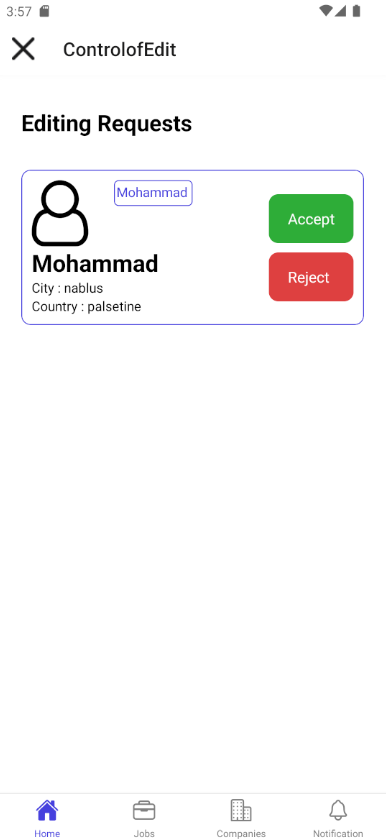 3:57
ControlofEdit
Editing Requests
Mohammad
Accept
Mohammad
City : nablus
Country : palsetine
Reject
Home
Jobs
Companies
Notification